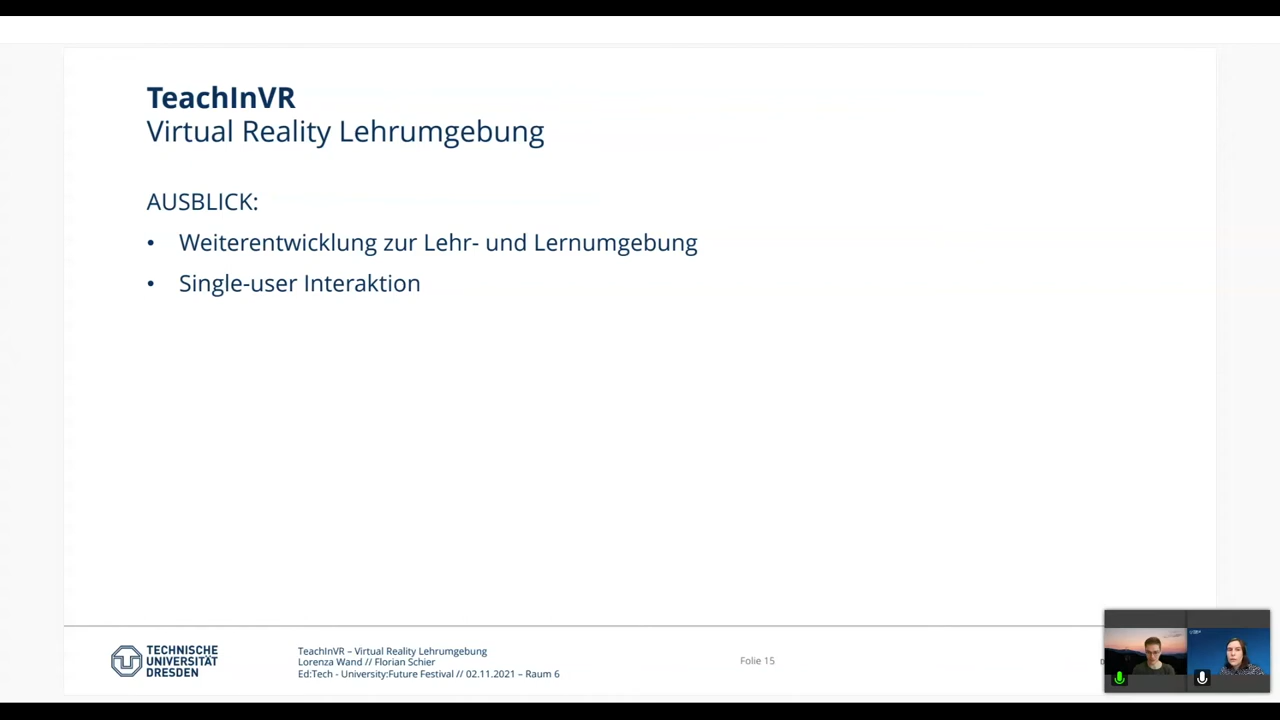 TeachInVR
Virtual Reality Lehrumgebung
AUSBLICK:
• Weiterentwicklung zur Lehr- und Lernumgebung
• Single-user Interaktion
TECHNISCHE
UNIVERSITÄT
DRESDEN
TeachInVR – Virtual Reality Lehrumgebung
Lorenza Wand // Florian Schier
Ed:Tech - University:Future Festival // 02.11.2021 – Raum 6
Folie 15